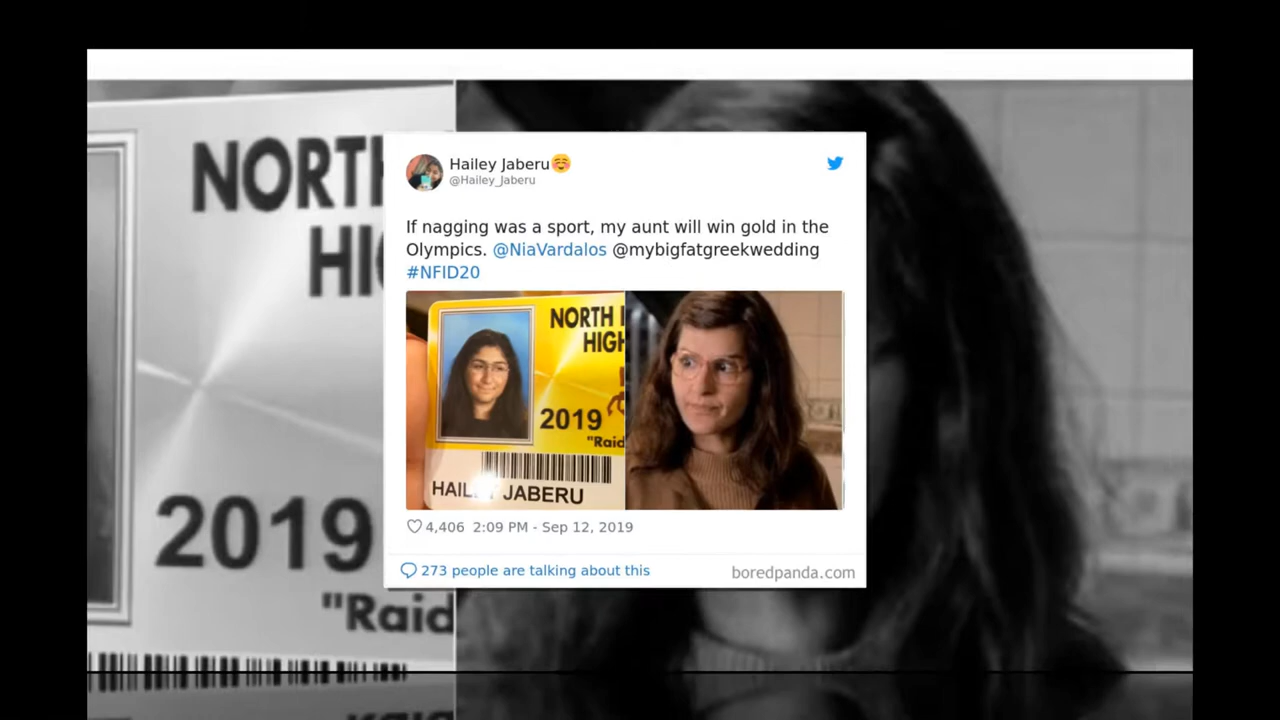 NORTH
HI
2019
"Raid
Hailey Jaberu
@Hailey_Jaberu
If nagging was a sport, my aunt will win gold in the
Olympics. @NiaVardalos @mybigfatgreekwedding
#NFID20
NORTH
HIGH
2019
"Raid
HAIL JABERU
4,406 2:09 PM - Sep 12, 2019
273 people are talking about this
boredpanda.com